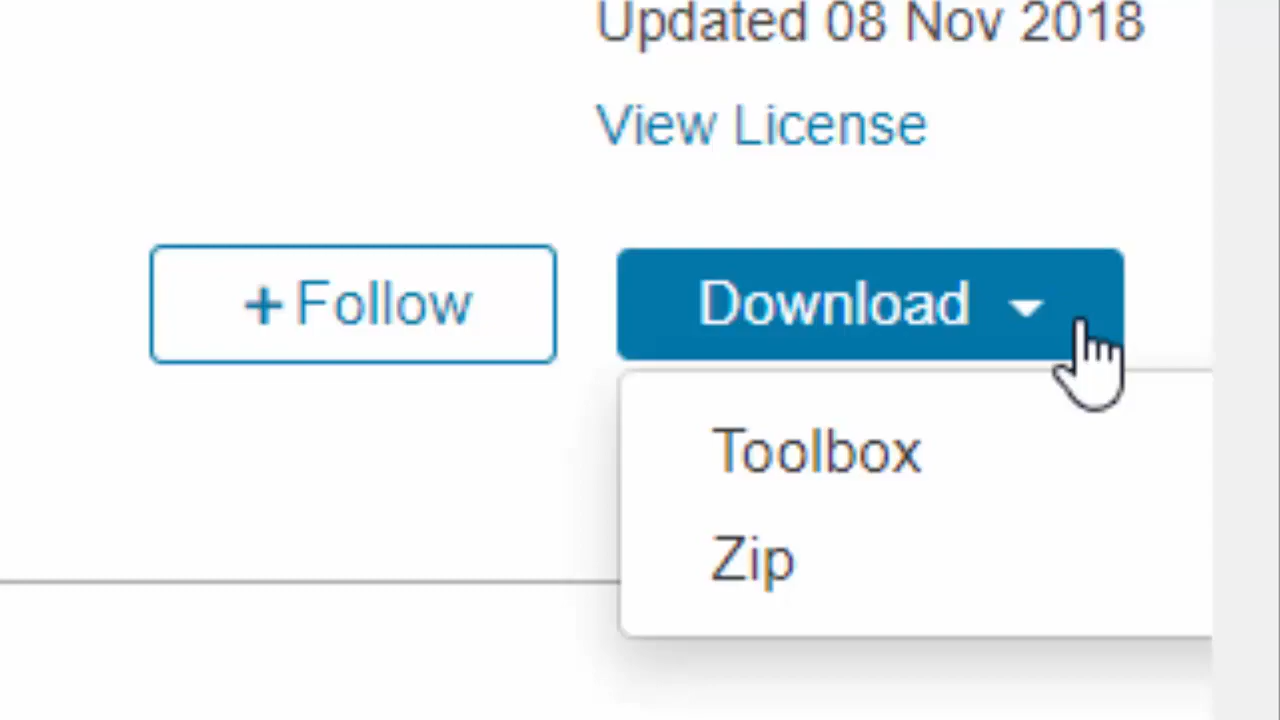 Updated 08 Nov 2018
View License
+Follow
Download
Toolbox
Zip